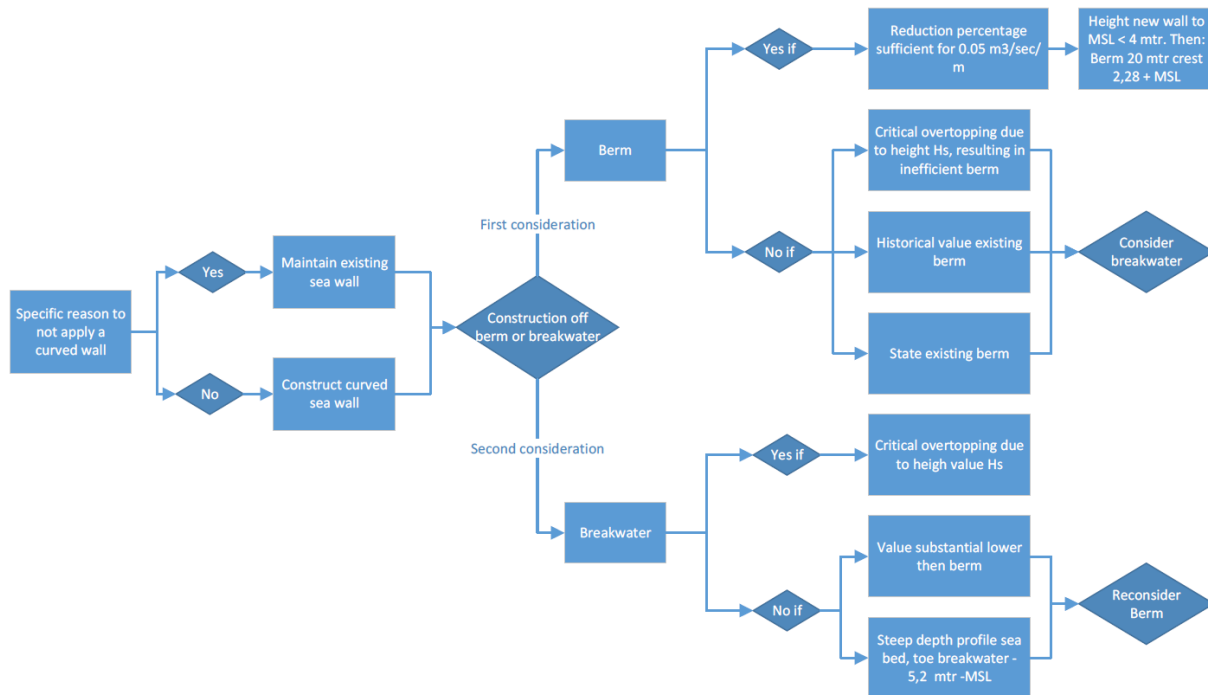 Specific reason to
not apply a
curved wall
Yes
No
Maintain existing
sea wall
Construct curved
sea wall
Construction off
berm or breakwater
First consideration
Second consideration
Berm
Yes if
Reduction percentage
sufficient for 0.05 m3/sec/
m
Height new wall to
MSL < 4 mtr. Then:
Berm 20 mtr crest
2,28 + MSL
No if
Critical overtopping due
to height Hs, resulting in
inefficient berm
Historical value existing
berm
State existing berm
Consider
breakwater
Breakwater
Yes if
Critical overtopping due
to heigh value Hs
No if
Value substantial lower
then berm
Steep depth profile sea
bed, toe breakwater -
5,2 mtr -MSL
Reconsider
Berm